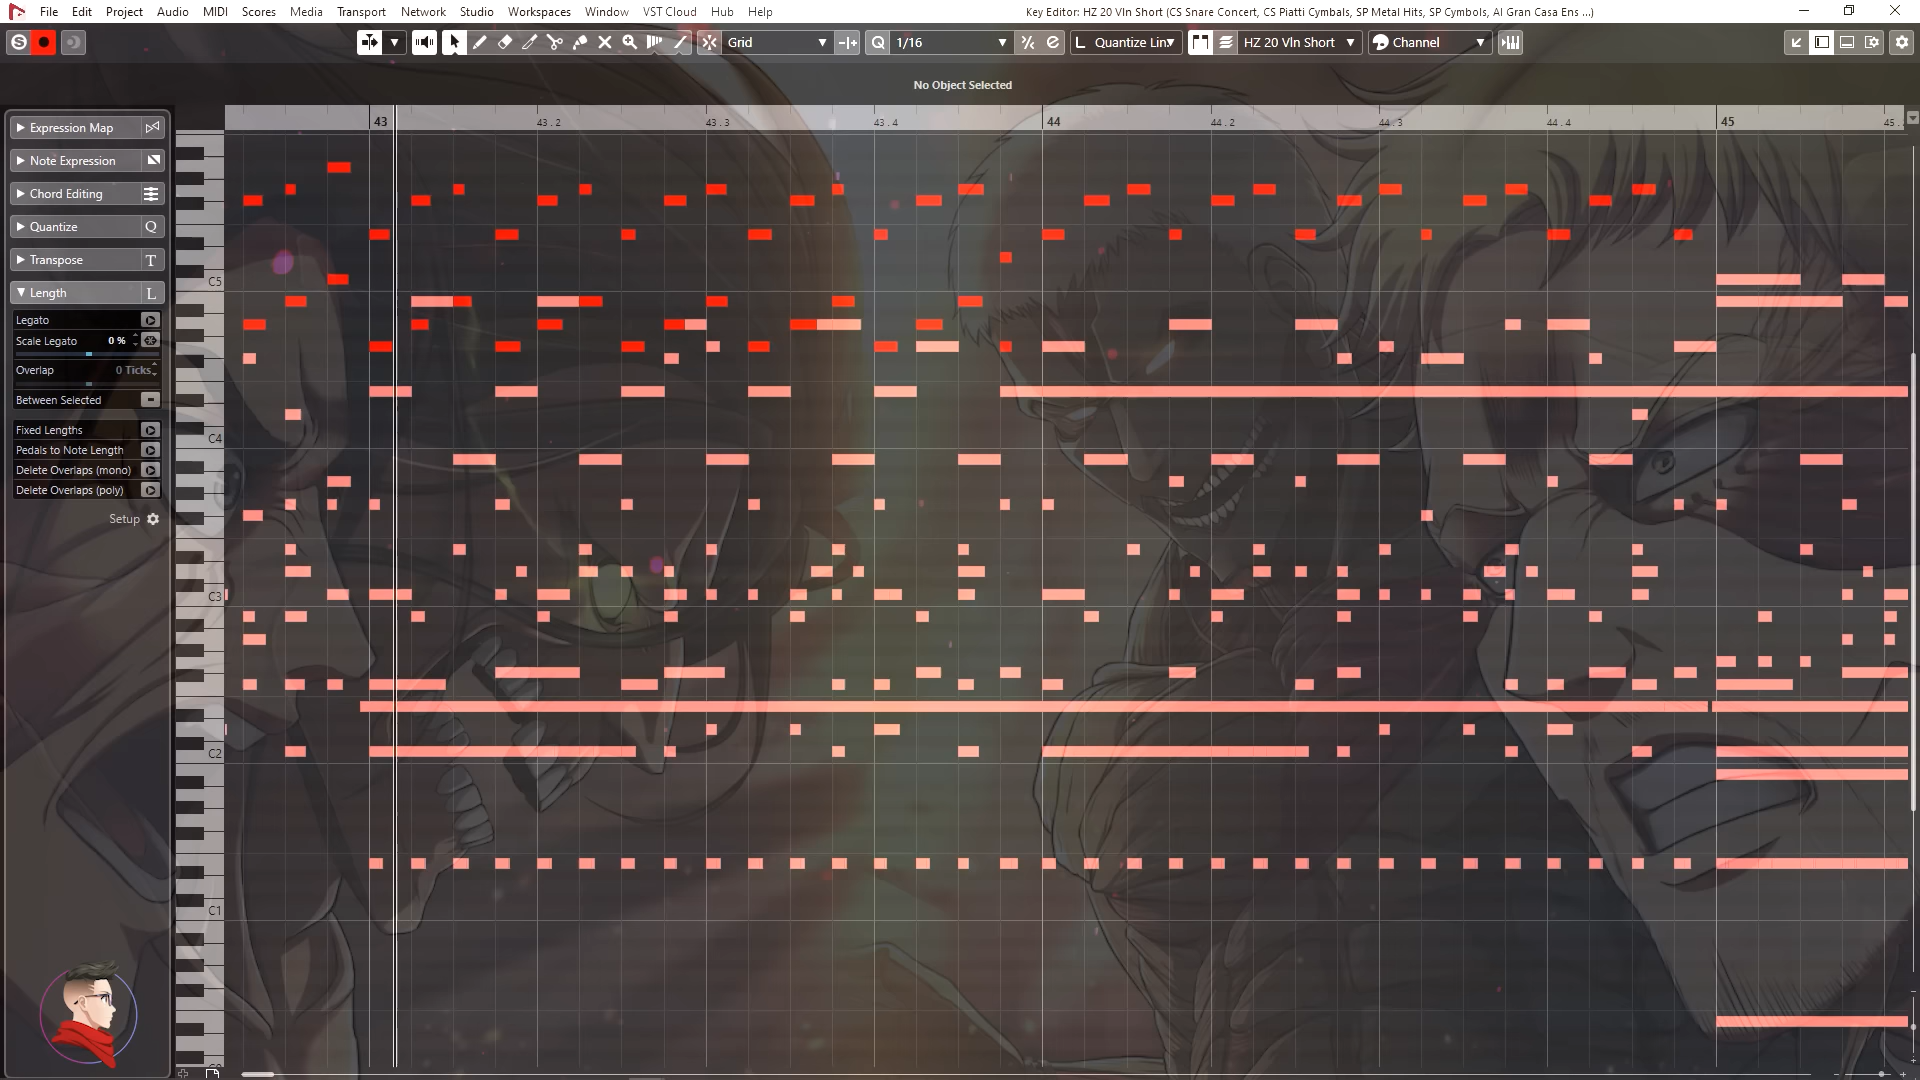 File Edit Project Audio MIDI Scores Media Transport Network Studio Workspaces Window VST Cloud Hub Help
Key Editor: HZ 20 Vln Short (CS Snare Concert, CS Piatti Cymbals, SP Metal Hits, SP Cymbols, AI Gran Casa Ens ...)
S Grid Q 1/16 e L Quantize Lin HZ 20 Vln Short Channel
No Object Selected
43 43.2 43.3 43.4 44 44.2 44.3 44.4 45 45.
Expression Map
Note Expression
Chord Editing
Quantize Q
Transpose T
Length L
Legato
Scale Legato 0 %
Overlap 0 Ticks
Between Selected
Fixed Lengths
Pedals to Note Length
Delete Overlaps (mono)
Delete Overlaps (poly)
Setup
C5
C4
C3
C2
C1